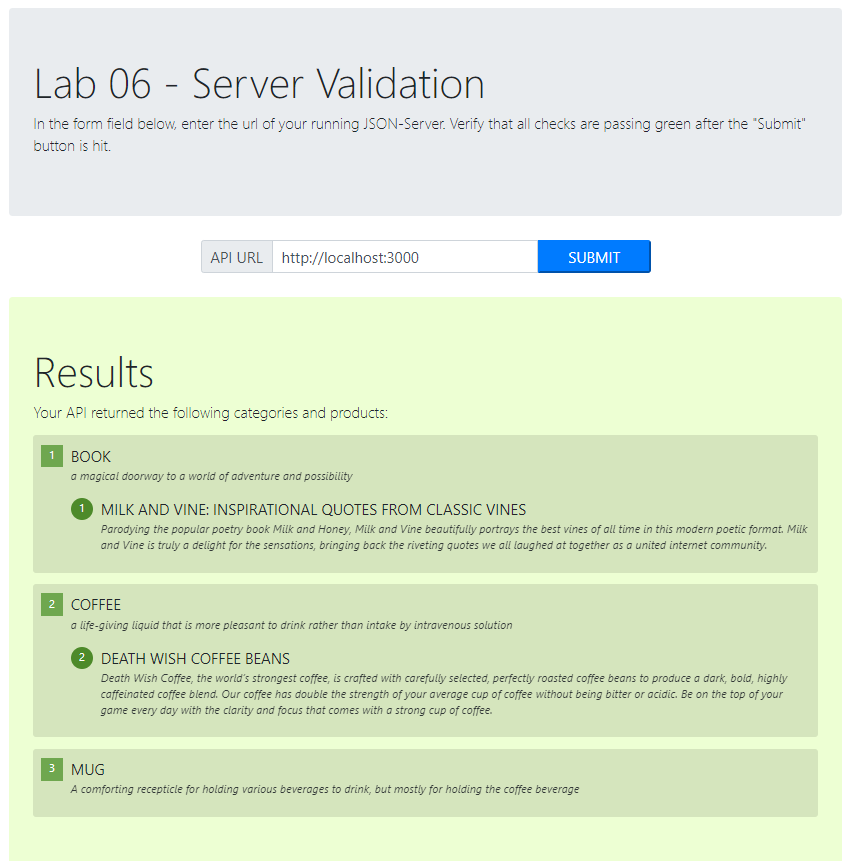 Lab 06 - Server Validation
In the form field below, enter the url of your running JSON-Server. Verify that all checks are passing green after the "Submit"
button is hit.
API URL http://localhost:3000 SUBMIT
Results
Your API returned the following categories and products:
1 BOOK
a magical doorway to a world of adventure and possibility
1 MILK AND VINE: INSPIRATIONAL QUOTES FROM CLASSIC VINES
Parodying the popular poetry book Milk and Honey, Milk and Vine beautifully portrays the best vines of all time in this modern poetic format. Milk
and Vine is truly a delight for the sensations, bringing back the riveting quotes we all laughed at together as a united internet community.
2 COFFEE
a life-giving liquid that is more pleasant to drink rather than intake by intravenous solution
2 DEATH WISH COFFEE BEANS
Death Wish Coffee, the world's strongest coffee, is crafted with carefully selected, perfectly roasted coffee beans to produce a dark, bold, highly
caffeinated coffee blend. Our coffee has double the strength of your average cup of coffee without being bitter or acidic. Be on the top of your
game every day with the clarity and focus that comes with a strong cup of coffee.
3 MUG
A comforting recepticle for holding various beverages to drink, but mostly for holding the coffee beverage